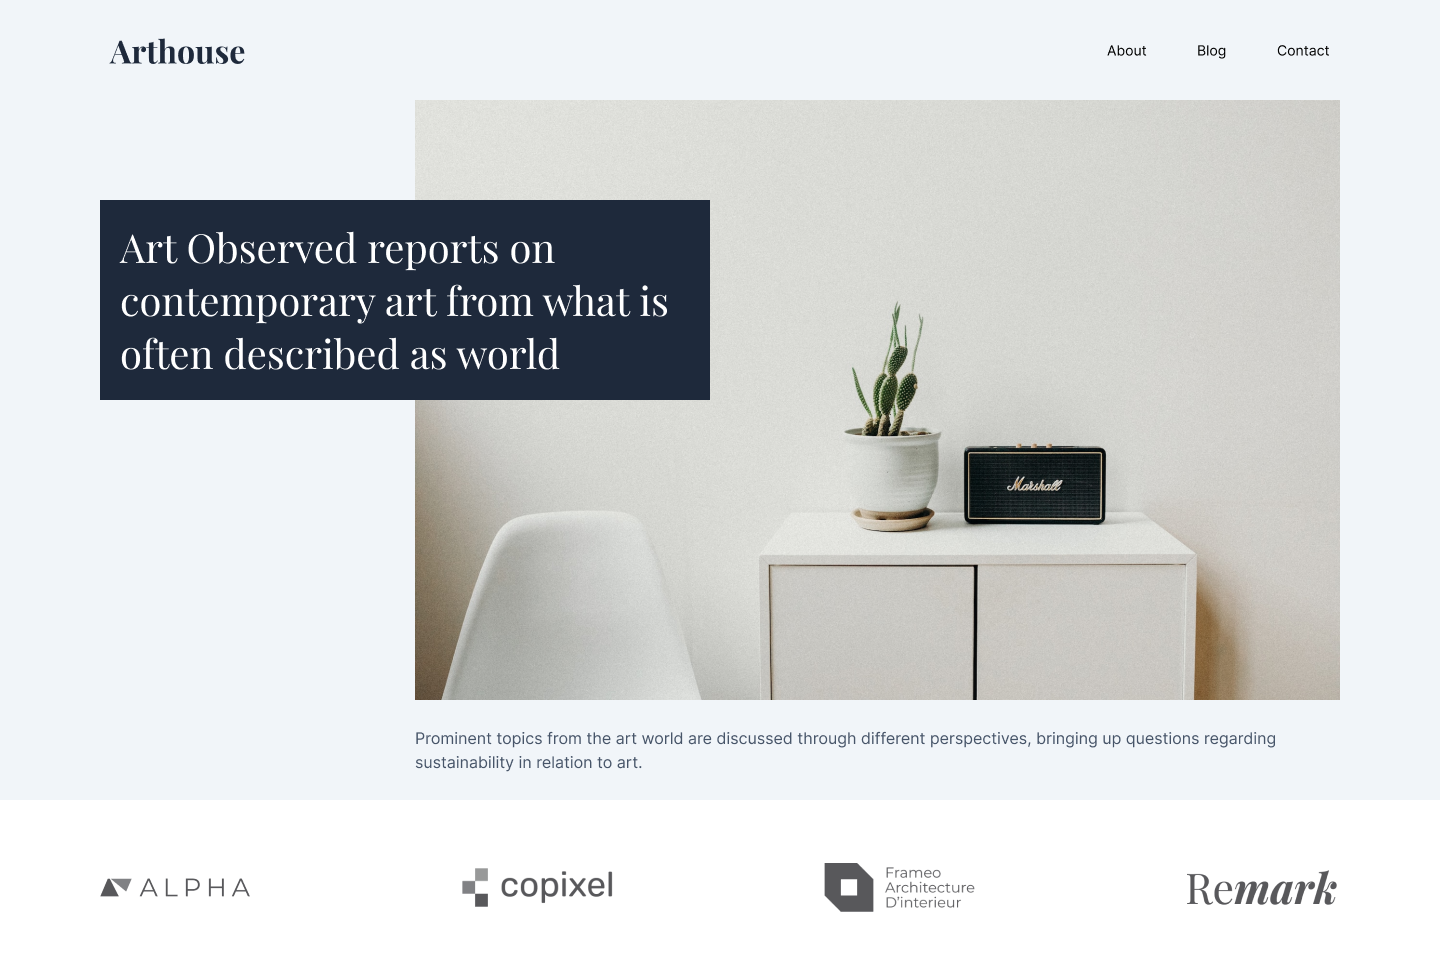 Arthouse
About
Blog
Contact
Art Observed reports on
contemporary art from what is
often described as world
Marshall
Prominent topics from the art world are discussed through different perspectives, bringing up questions regarding
sustainability in relation to art.
ALPHA
copixel
Frameo
Architecture
D'interieur
Remark